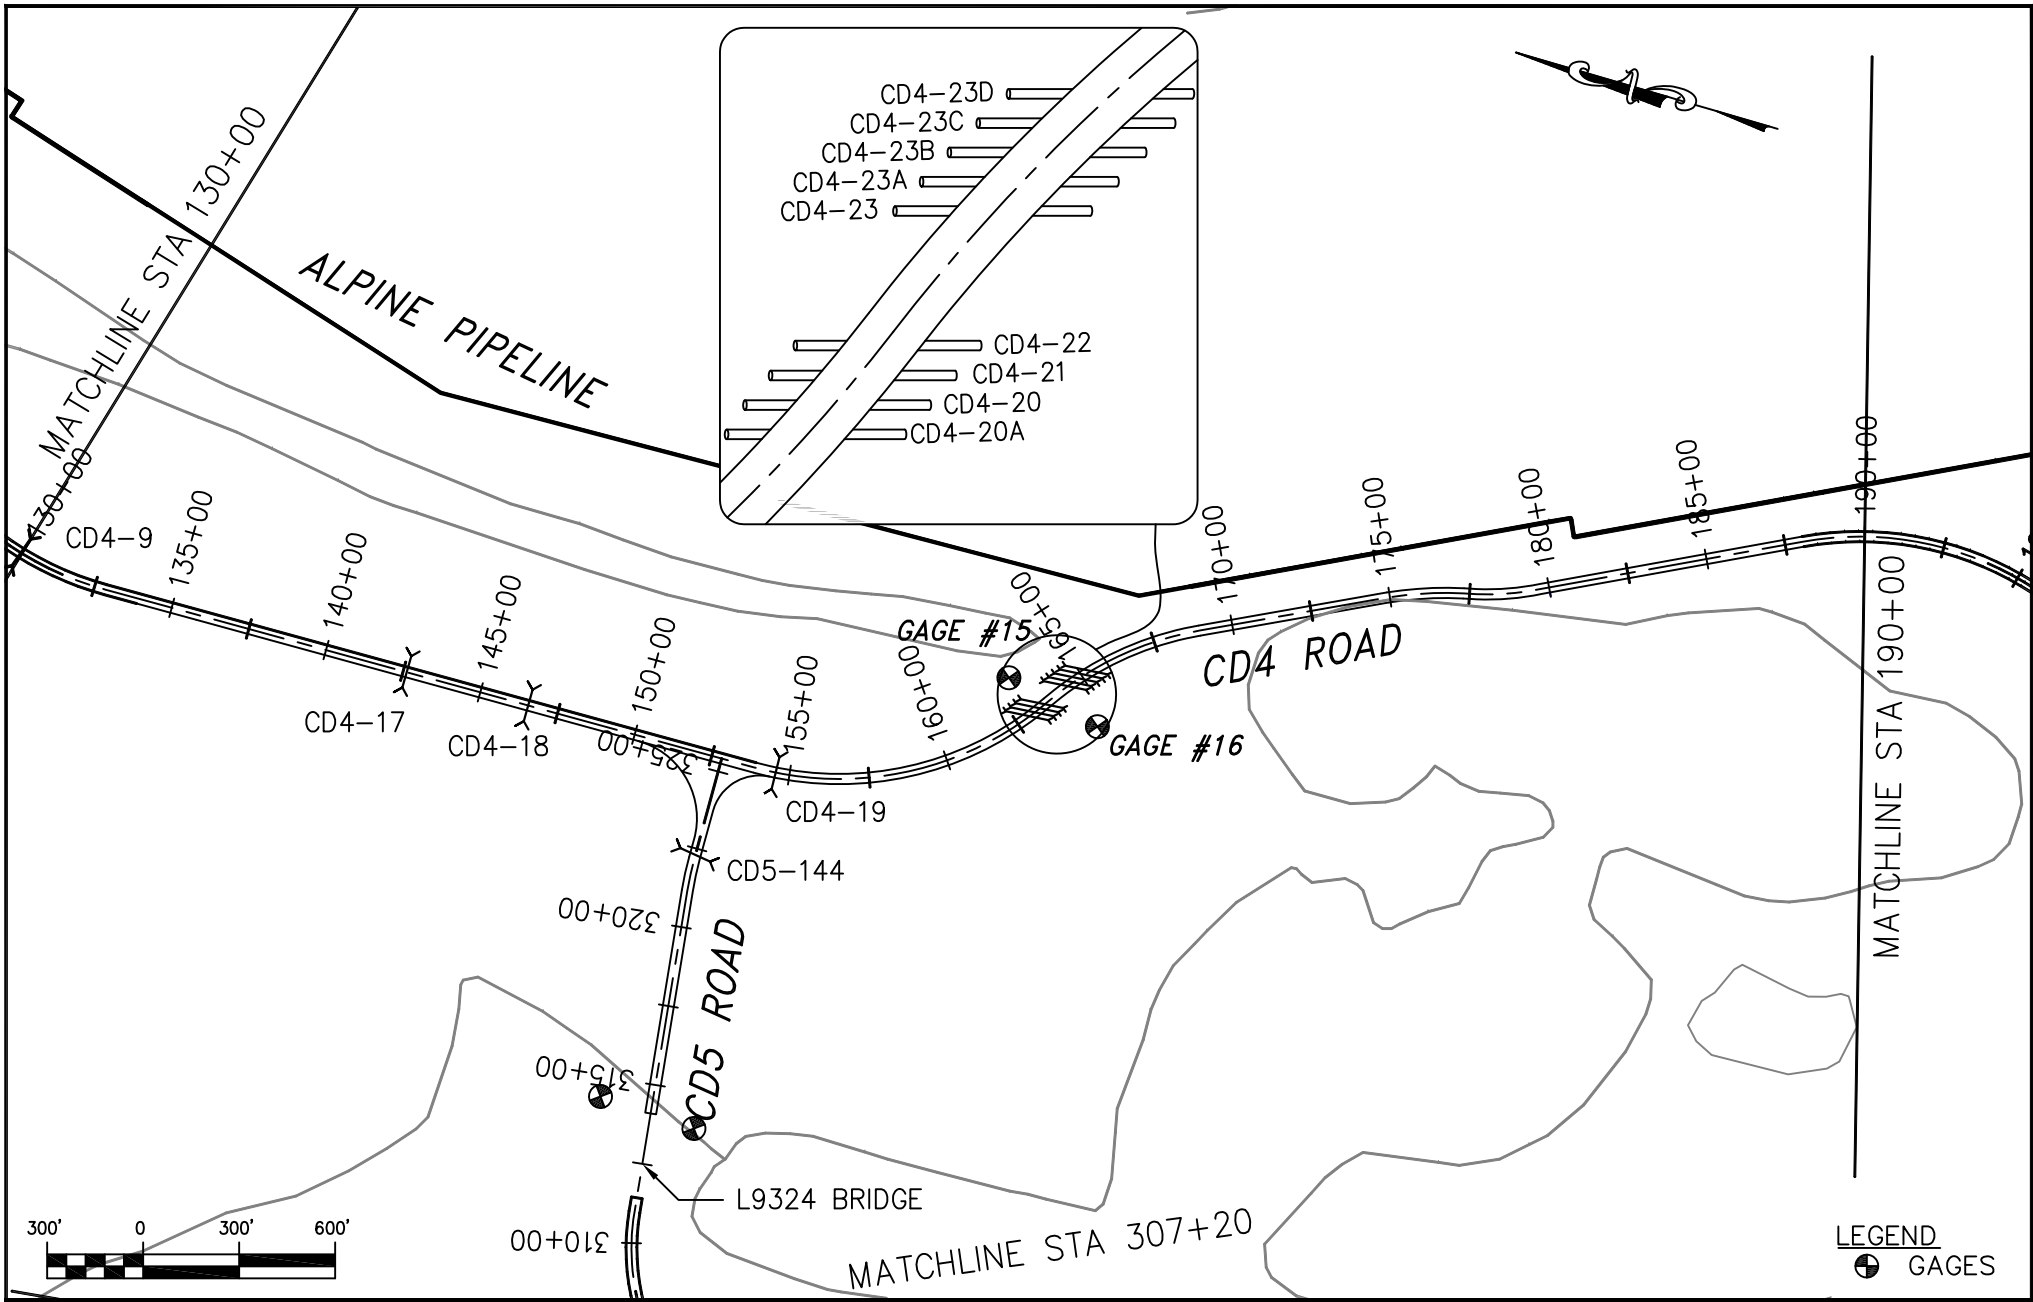 CD4-23D
CD4-23C
CD4-23B
CD4-23A
CD4-23
CD4-22
CD4-21
CD4-20
CD4-20A
MATCHLINE STA 130+00
ALPINE PIPELINE
130+00
CD4-9
135+00
140+00
145+00
150+00
155+00
160+00
165+00
170+00
175+00
180+00
185+00
190+00
GAGE #15
GAGE #16
CD4 ROAD
CD4-17
CD4-18
CD4-19
325+00
CD5-144
320+00
CD5 ROAD
315+00
L9324 BRIDGE
310+00
MATCHLINE STA 307+20
MATCHLINE STA 190+00
300'
0
300'
600'
LEGEND
GAGES